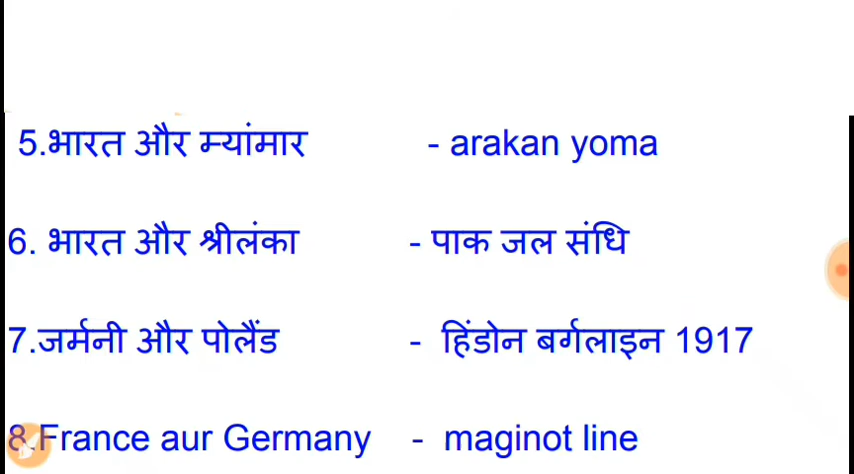 5.भारत और म्यांमार - arakan yoma
6. भारत और श्रीलंका - पाक जल संधि
7.जर्मनी और पोलैंड - हिंडोन बर्गलाइन 1917
8.France aur Germany - maginot line